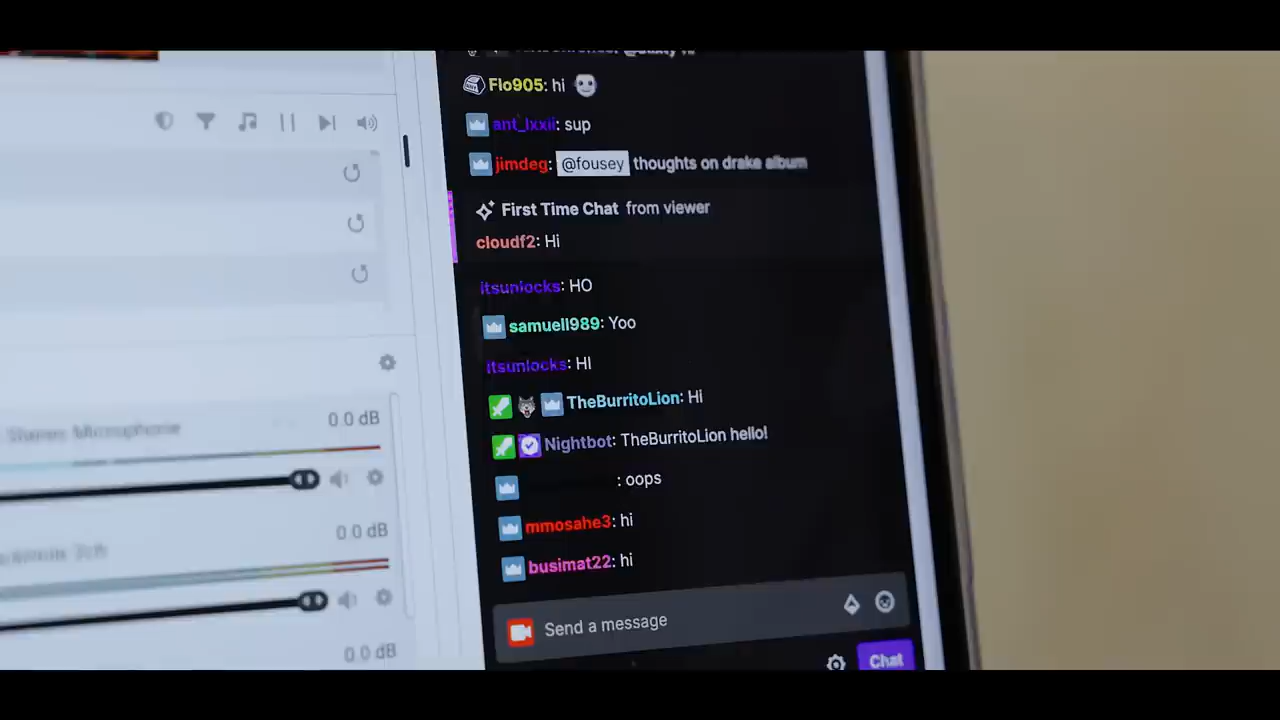 Flo905: hi
ant_lxxii: sup
jimdeg: @fousey thoughts on drake album
First Time Chat from viewer
cloudf2: Hi
itsunlocks: HO
samuell989: Yoo
itsunlocks: HI
TheBurritoLion: Hi
Nightbot: TheBurritoLion hello!
: oops
mmosahe3: hi
busimat22: hi
Send a message
Chat
0.0 dB
Stereo Microphone
0.0 dB
0.0 dB